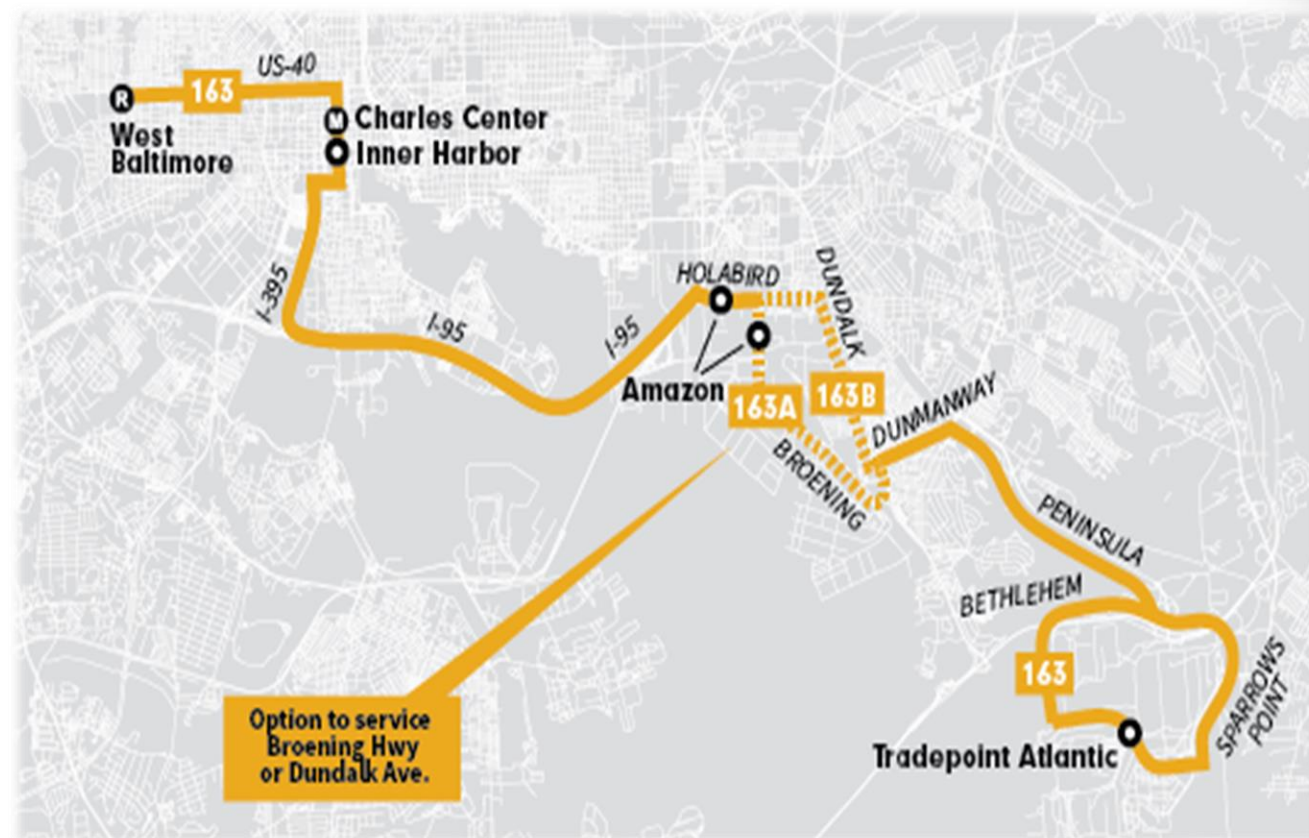 US-40
163
R
West
Baltimore
M
Charles Center
Inner Harbor
I-395
I-95
I-95
HOLABIRD
DUNDALK
Amazon
163A
163B
DUNMANWAY
BROENING
PENINSULA
BETHLEHEM
163
SPARROWS
POINT
Tradepoint Atlantic
Option to service
Broening Hwy
or Dundalk Ave.